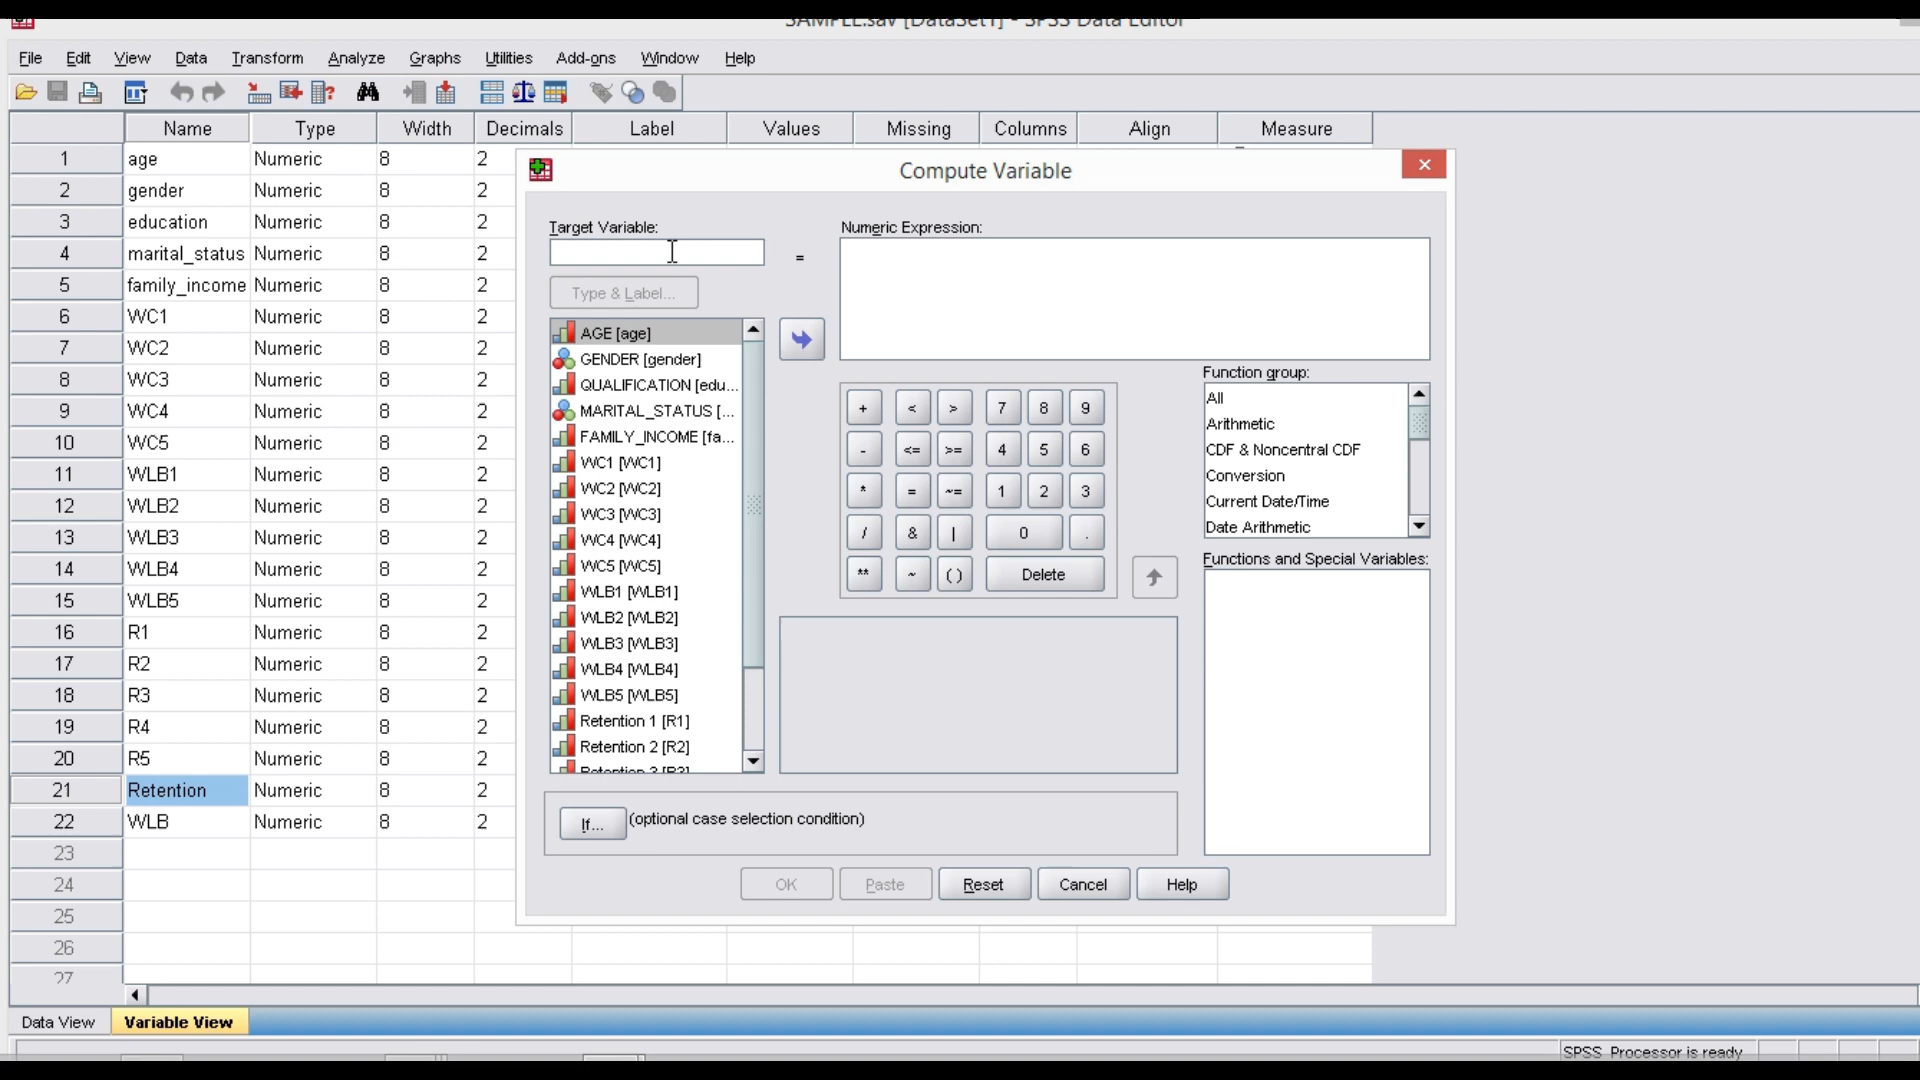 SAMPLE.sav [DataSet1] - SPSS Data Editor
File Edit View Data Transform Analyze Graphs Utilities Add-ons Window Help
Name Type Width Decimals Label Values Missing Columns Align Measure
1 age Numeric 8 2
2 gender Numeric 8 2
3 education Numeric 8 2
4 marital_status Numeric 8 2
5 family_income Numeric 8 2
6 WC1 Numeric 8 2
7 WC2 Numeric 8 2
8 WC3 Numeric 8 2
9 WC4 Numeric 8 2
10 WC5 Numeric 8 2
11 WLB1 Numeric 8 2
12 WLB2 Numeric 8 2
13 WLB3 Numeric 8 2
14 WLB4 Numeric 8 2
15 WLB5 Numeric 8 2
16 R1 Numeric 8 2
17 R2 Numeric 8 2
18 R3 Numeric 8 2
19 R4 Numeric 8 2
20 R5 Numeric 8 2
21 Retention Numeric 8 2
22 WLB Numeric 8 2
23
24
25
26
27
Compute Variable
Target Variable:
=
Numeric Expression:
Type & Label...
AGE [age]
GENDER [gender]
QUALIFICATION [edu...
MARITAL_STATUS [...
FAMILY_INCOME [fa...
WC1 [WC1]
WC2 [WC2]
WC3 [WC3]
WC4 [WC4]
WC5 [WC5]
WLB1 [WLB1]
WLB2 [WLB2]
WLB3 [WLB3]
WLB4 [WLB4]
WLB5 [WLB5]
Retention 1 [R1]
Retention 2 [R2]
Retention 3 [R3]
+ < > 7 8 9
- <= >= 4 5 6
* = ~= 1 2 3
/ & | 0 .
** ~ ( ) Delete
Function group:
All
Arithmetic
CDF & Noncentral CDF
Conversion
Current Date/Time
Date Arithmetic
Functions and Special Variables:
If... (optional case selection condition)
OK Paste Reset Cancel Help
Data View Variable View
SPSS Processor is ready